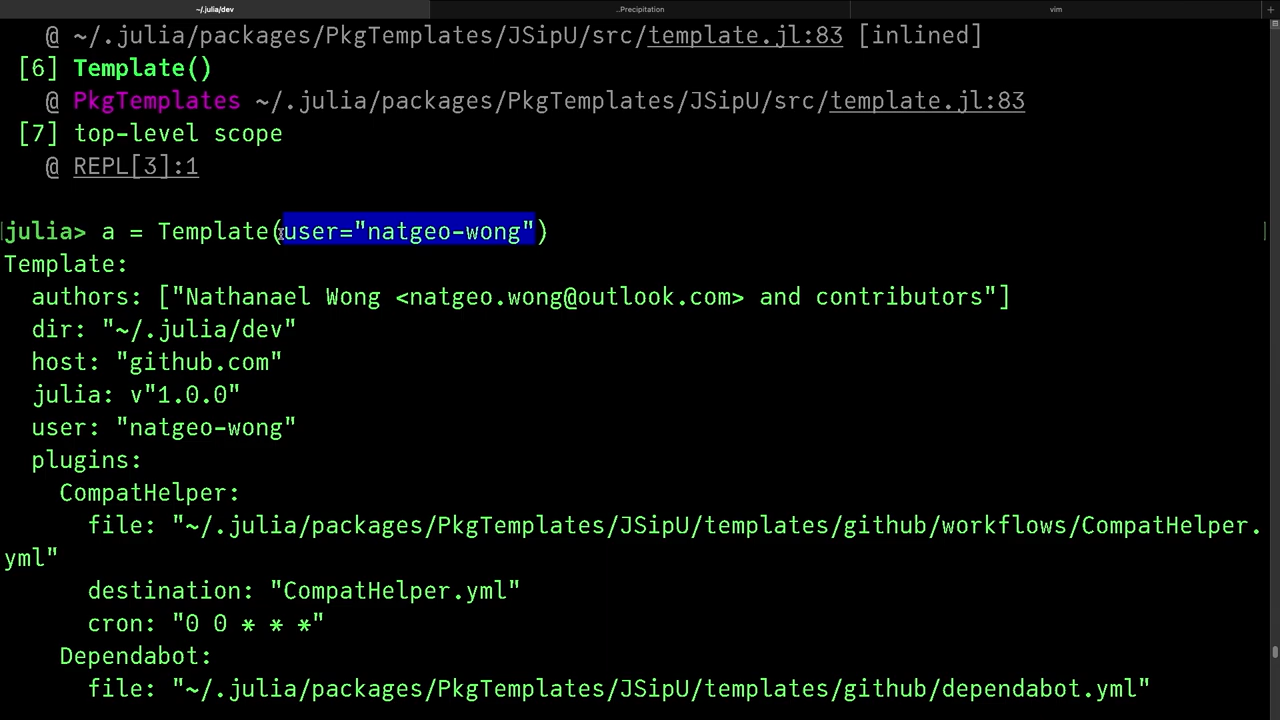 ~/.julia/dev
..Precipitation
vim
@ ~/.julia/packages/PkgTemplates/JSipU/src/template.jl:83 [inlined]
[6] Template()
@ PkgTemplates ~/.julia/packages/PkgTemplates/JSipU/src/template.jl:83
[7] top-level scope
@ REPL[3]:1
julia> a = Template(user="natgeo-wong")
Template:
authors: ["Nathanael Wong <natgeo.wong@outlook.com> and contributors"]
dir: "~/.julia/dev"
host: "github.com"
julia: v"1.0.0"
user: "natgeo-wong"
plugins:
CompatHelper:
file: "~/.julia/packages/PkgTemplates/JSipU/templates/github/workflows/CompatHelper.
yml"
destination: "CompatHelper.yml"
cron: "0 0 * * *"
Dependabot:
file: "~/.julia/packages/PkgTemplates/JSipU/templates/github/dependabot.yml"